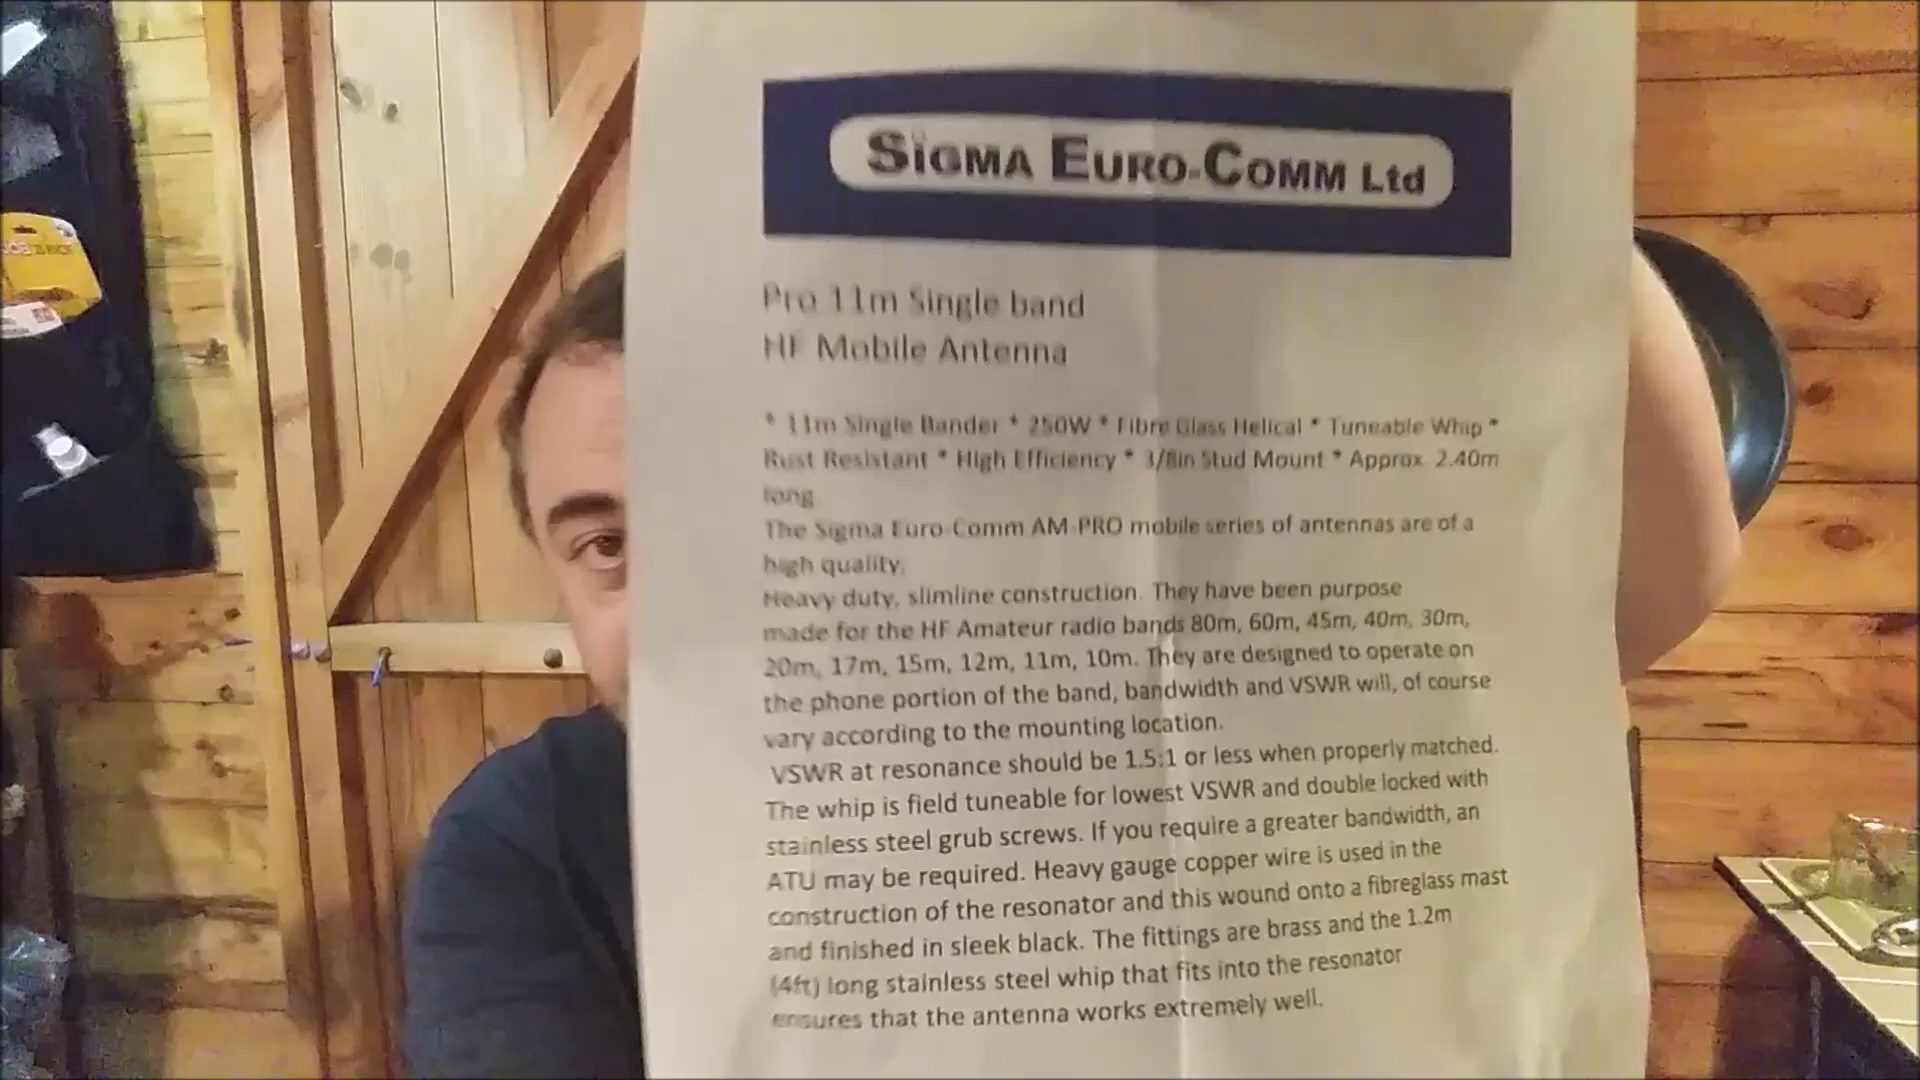 SIGMA EURO-COMM Ltd
Pro 11m Single band
HF Mobile Antenna
* 11m Single Bander * 250W * Fibre Glass Helical * Tuneable Whip *
Rust Resistant * High Efficiency * 3/8in Stud Mount * Approx. 2.40m
long
The Sigma Euro-Comm AM-PRO mobile series of antennas are of a
high quality,
Heavy duty, slimline construction. They have been purpose
made for the HF Amateur radio bands 80m, 60m, 45m, 40m, 30m,
20m, 17m, 15m, 12m, 11m, 10m. They are designed to operate on
the phone portion of the band, bandwidth and VSWR will, of course
vary according to the mounting location.
VSWR at resonance should be 1.5:1 or less when properly matched.
The whip is field tuneable for lowest VSWR and double locked with
stainless steel grub screws. If you require a greater bandwidth, an
ATU may be required. Heavy gauge copper wire is used in the
construction of the resonator and this wound onto a fibreglass mast
and finished in sleek black. The fittings are brass and the 1.2m
(4ft) long stainless steel whip that fits into the resonator
ensures that the antenna works extremely well.